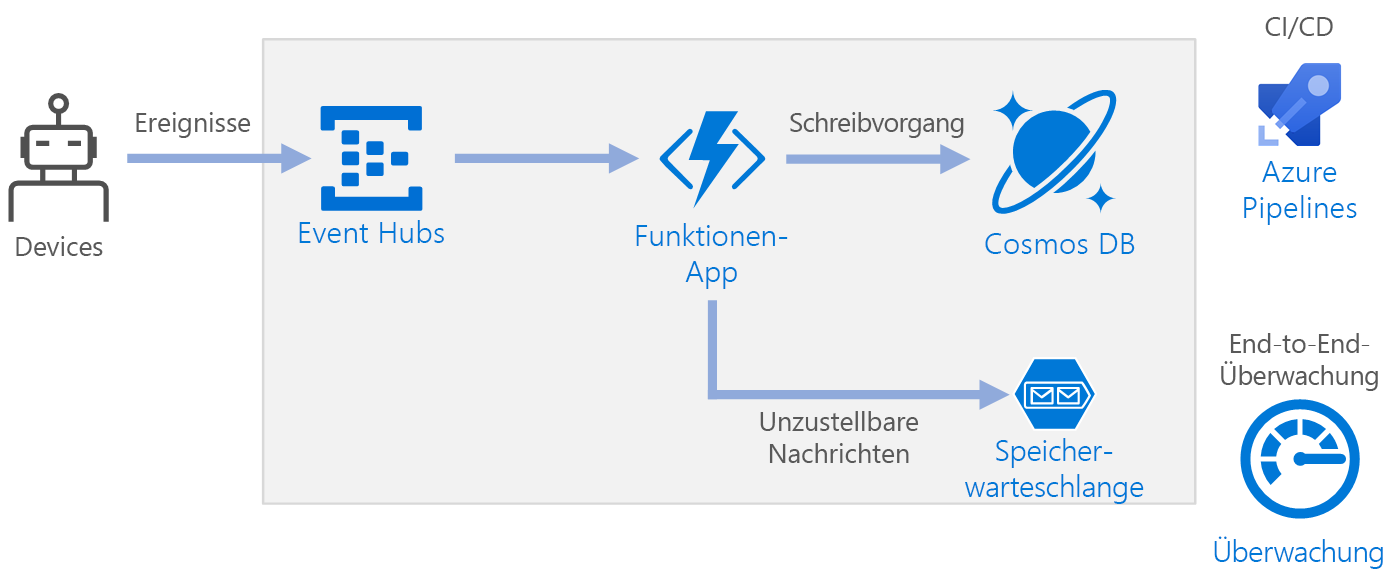 Ereignisse
Devices
Event Hubs
Funktionen-
App
Schreibvorgang
Cosmos DB
Unzustellbare
Nachrichten
Speicher-
warteschlange
CI/CD
Azure
Pipelines
End-to-End-
Überwachung
Überwachung